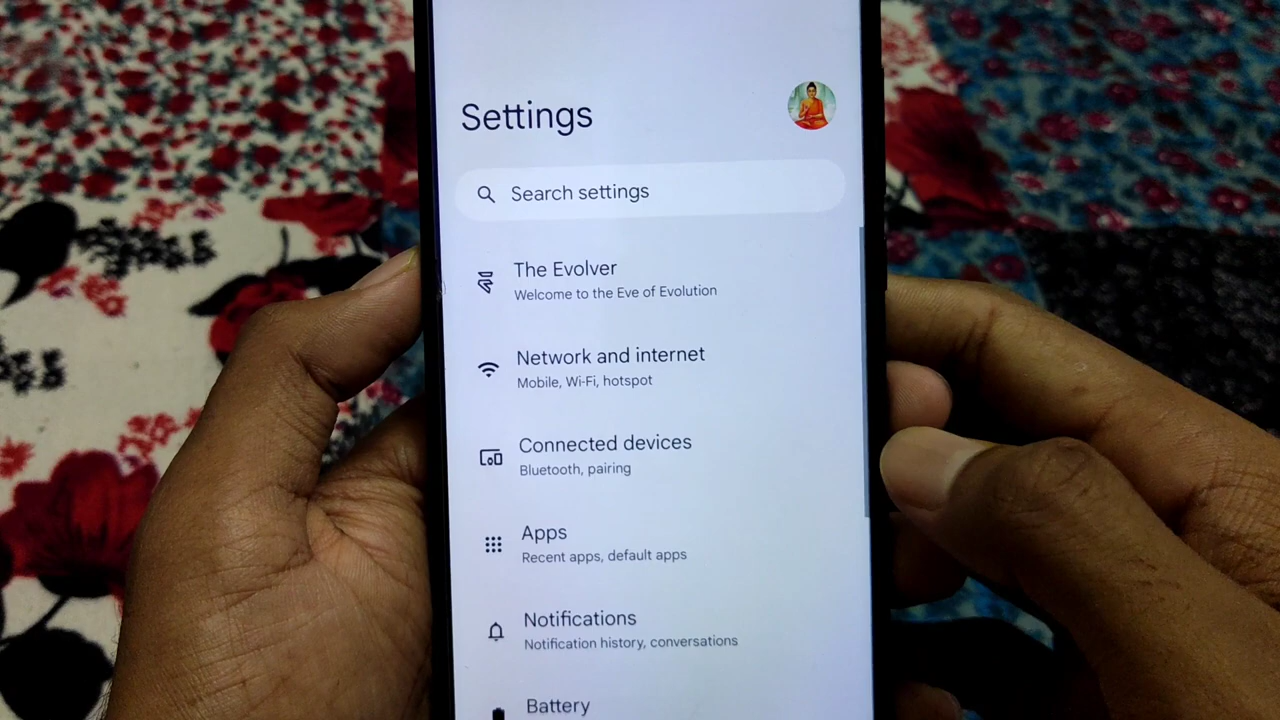 Settings
Search settings
The Evolver
Welcome to the Eve of Evolution
Network and internet
Mobile, Wi-Fi, hotspot
Connected devices
Bluetooth, pairing
Apps
Recent apps, default apps
Notifications
Notification history, conversations
Battery